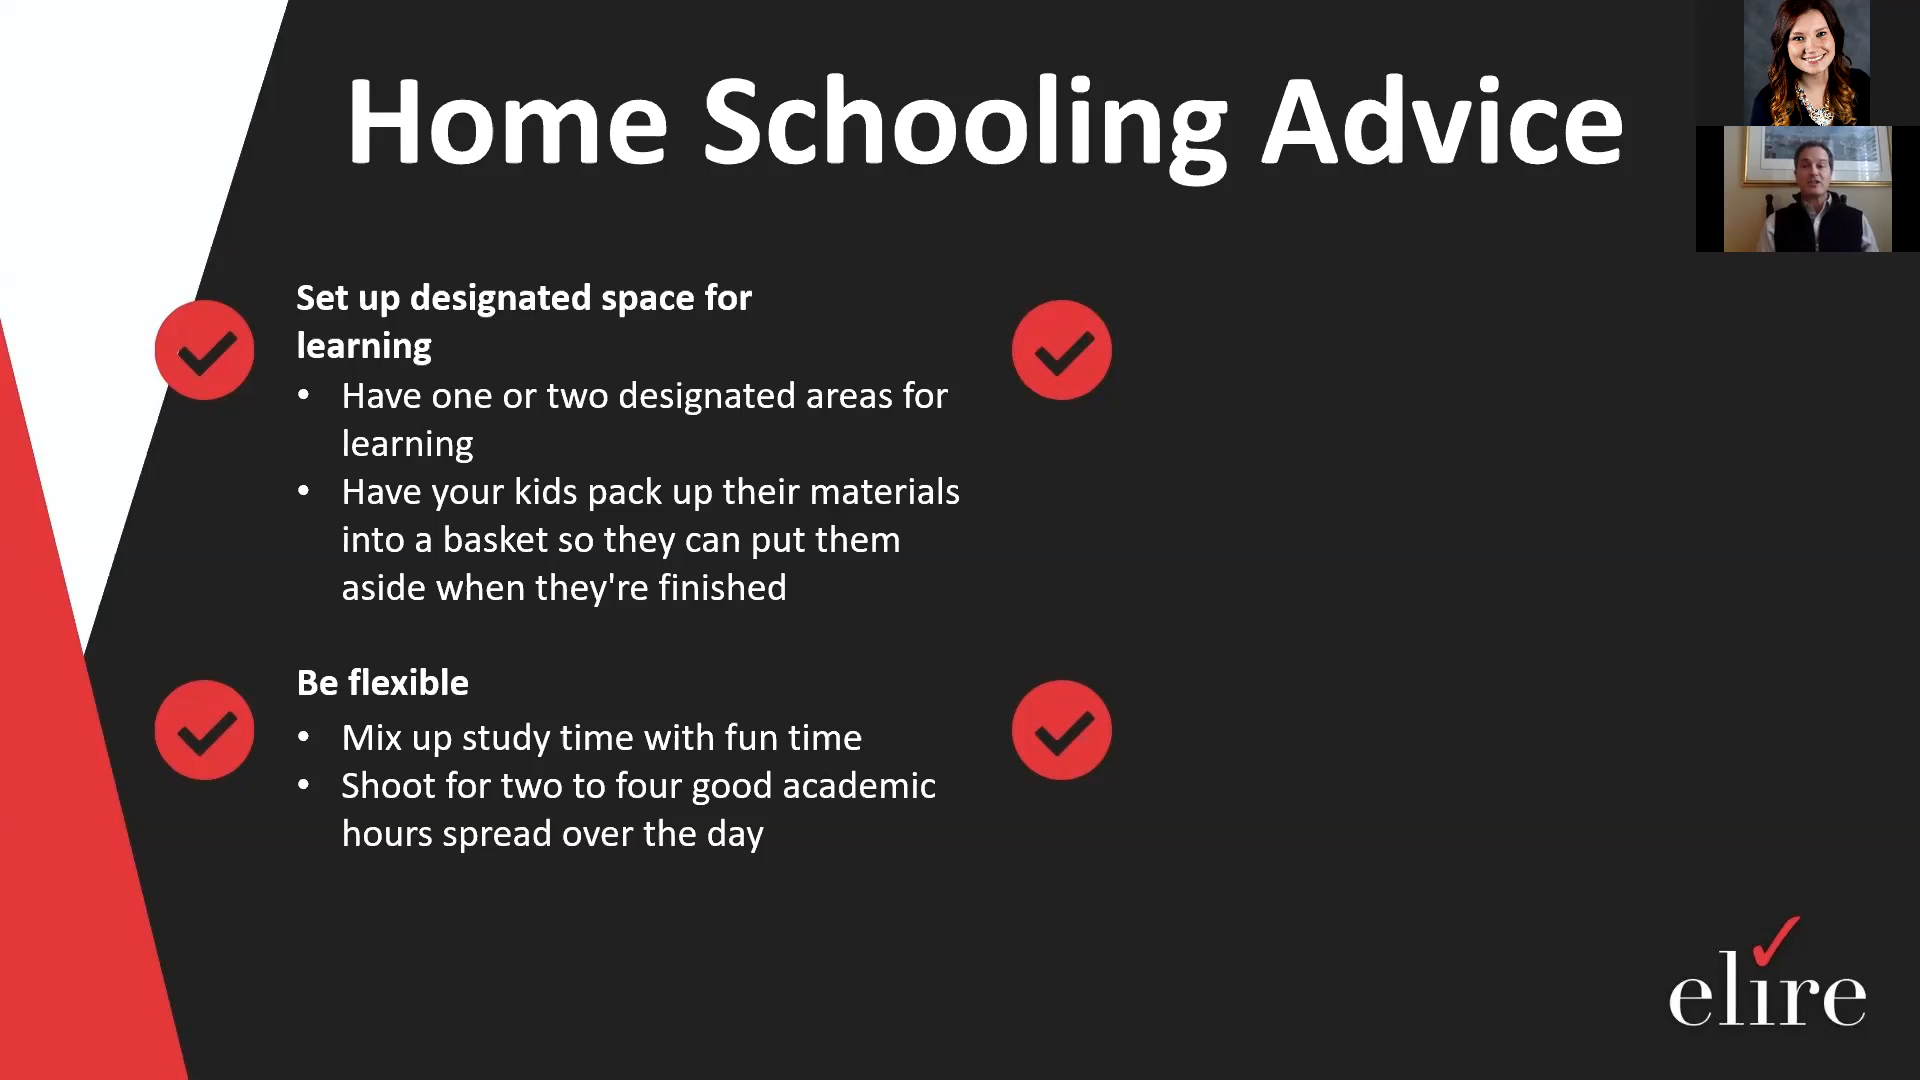 Home Schooling Advice
Set up designated space for
learning
• Have one or two designated areas for
learning
• Have your kids pack up their materials
into a basket so they can put them
aside when they're finished
Be flexible
• Mix up study time with fun time
• Shoot for two to four good academic
hours spread over the day
elire